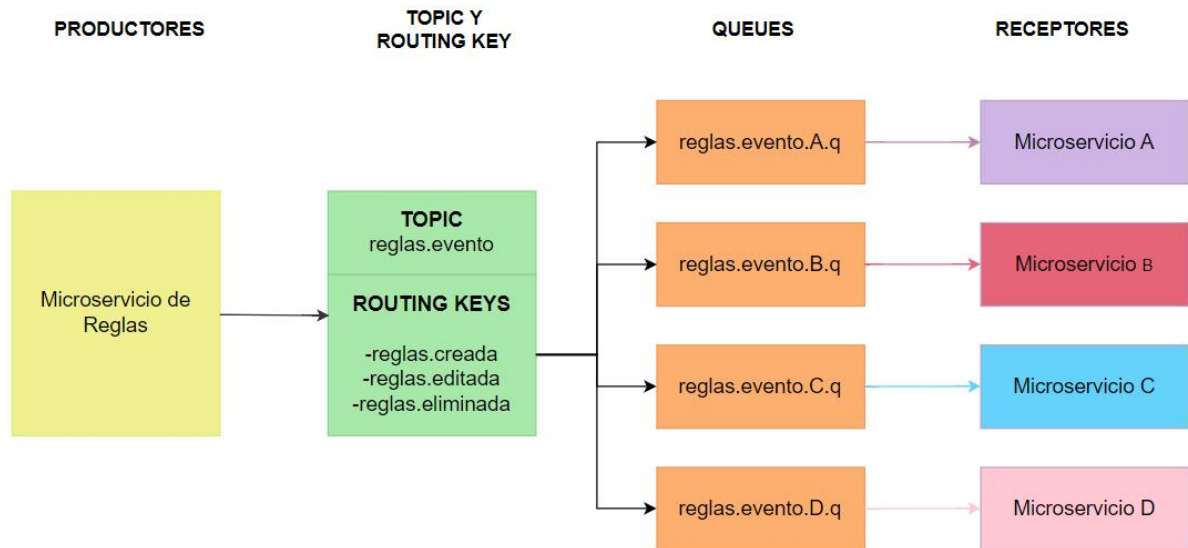 PRODUCTORES
TOPIC Y
ROUTING KEY
QUEUES
RECEPTORES
Microservicio de
Reglas
TOPIC
reglas.evento
ROUTING KEYS
-reglas.creada
-reglas.editada
-reglas.eliminada
reglas.evento.A.q
Microservicio A
reglas.evento.B.q
Microservicio B
reglas.evento.C.q
Microservicio C
reglas.evento.D.q
Microservicio D